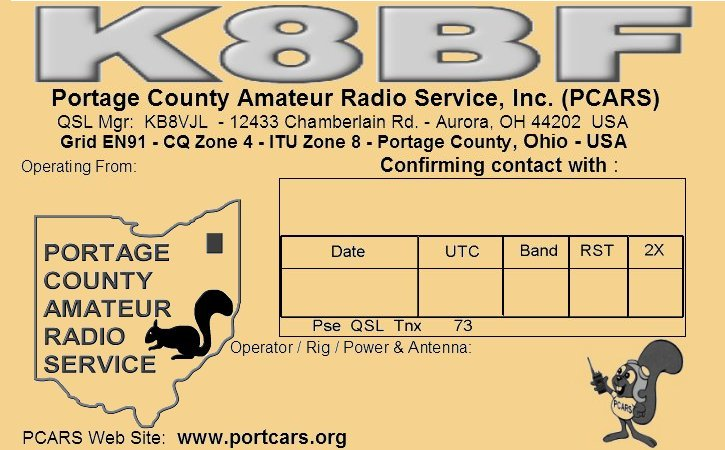 K8BF
Portage County Amateur Radio Service, Inc. (PCARS)
QSL Mgr: KB8VJL - 12433 Chamberlain Rd. - Aurora, OH 44202 USA
Grid EN91 - CQ Zone 4 - ITU Zone 8 - Portage County, Ohio - USA
Operating From:
Confirming contact with :
PORTAGE
COUNTY
AMATEUR
RADIO
SERVICE
Date UTC Band RST 2X
Pse QSL Tnx 73
Operator / Rig / Power & Antenna:
PCARS
PCARS Web Site: www.portcars.org